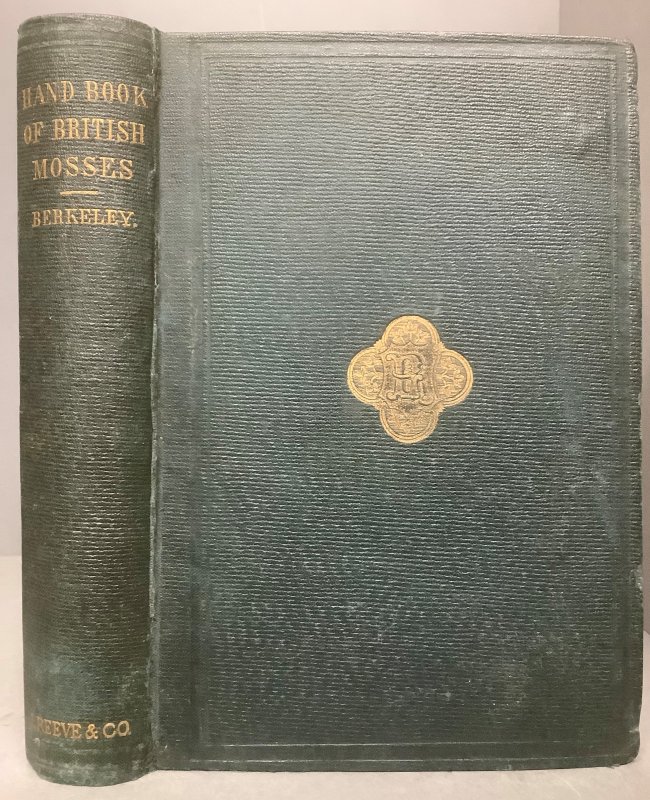 HAND BOOK
OF BRITISH
MOSSES
BERKELEY.
REEVE & CO.